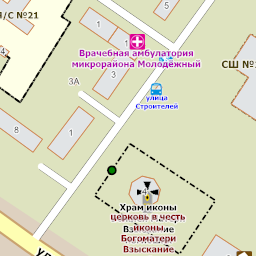 /С №21
8
1
3
Врачебная амбулатория
микрорайона Молодёжный
СШ №
3А
улица
Строителей
1
4
Храм иконы
церковь в честь
иконы
Богоматери
Взыскание